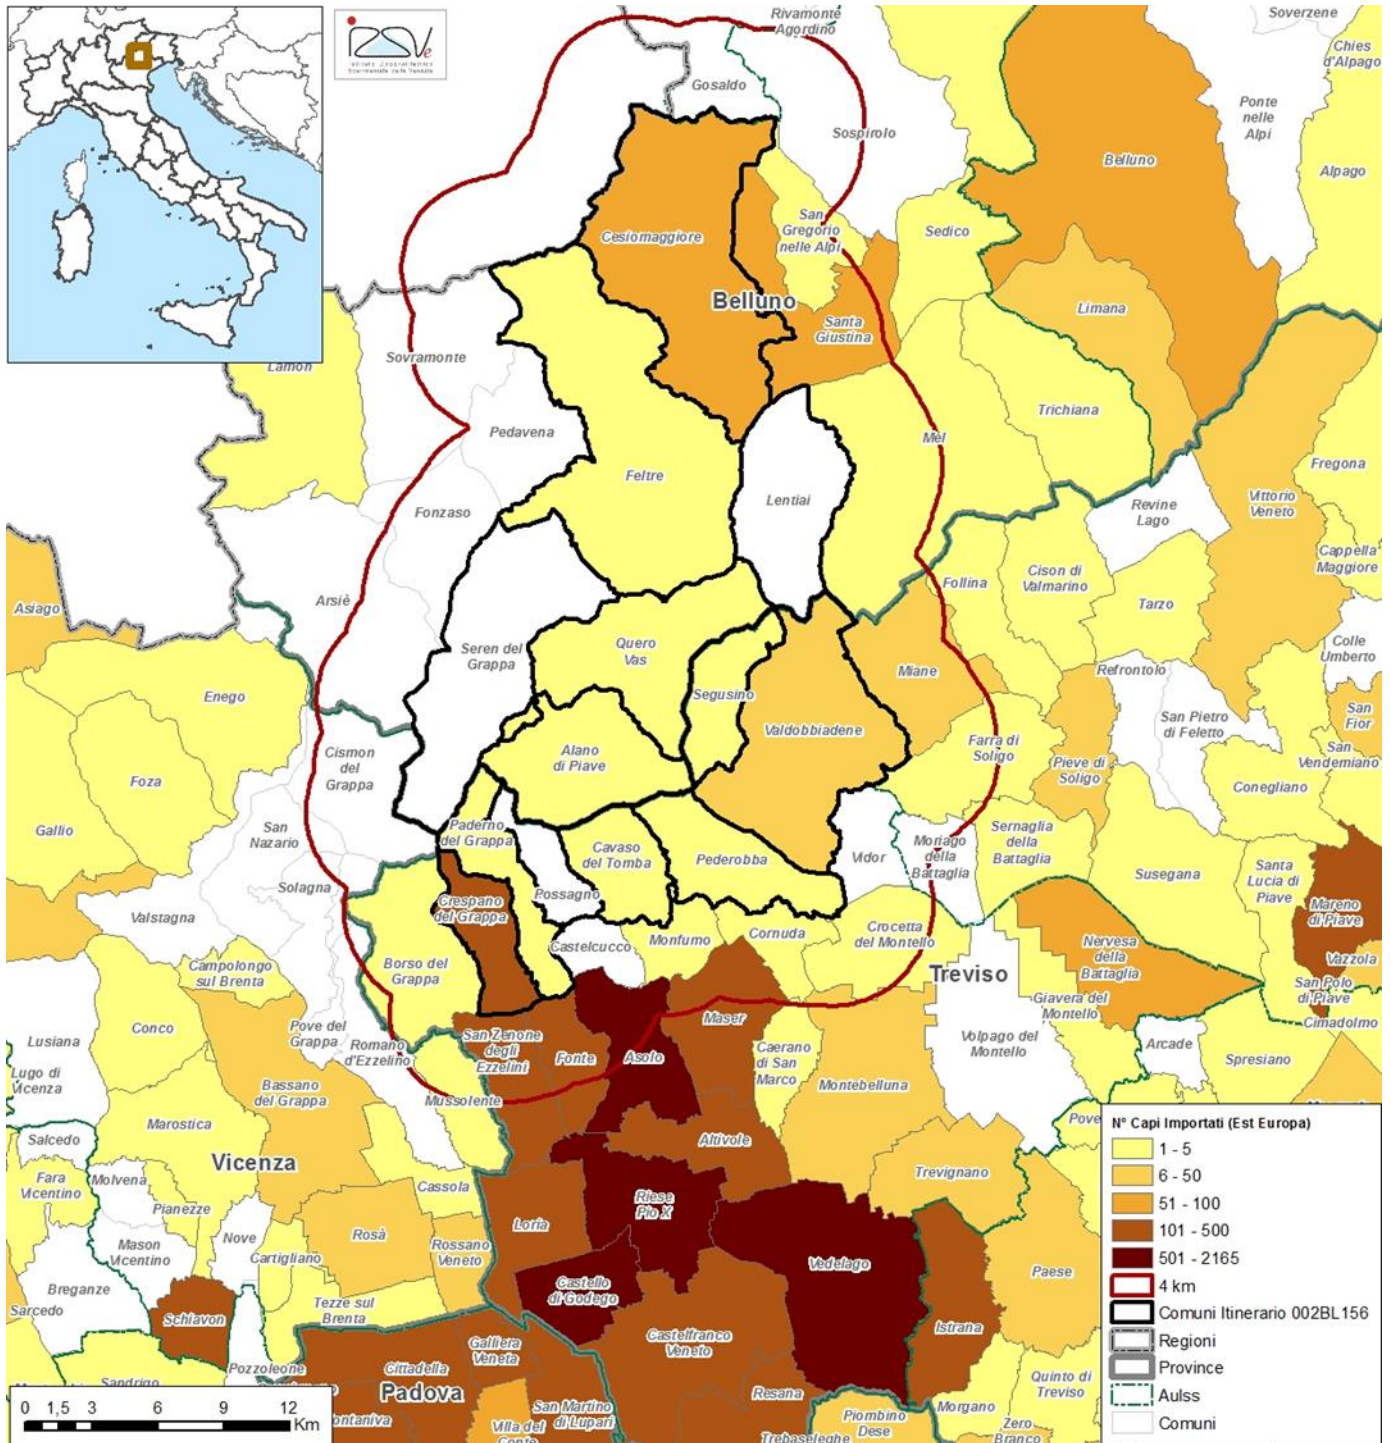 IZSVe
Istituto Zooprofilattico
Sperimentale delle Venezie
Rivamonte
Agordino
Soverzene
Chies
d'Alpago
Gosaldo
Ponte
nelle
Alpi
Sospirolo
Belluno
Alpago
San
Gregorio
nelle Alpi
Sedico
Cesiomaggiore
Belluno
Limana
Santa
Giustina
Sovramonte
Lamon
Trichiana
Pedavena
Mel
Feltre
Fregona
Lentiai
Vittorio
Veneto
Revine
Lago
Fonzaso
Cappella
Maggiore
Cison di
Valmarino
Follina
Tarzo
Asiago
Arsiè
Colle
Umberto
Seren del
Grappa
Quero
Vas
Miane
Refrontolo
Enego
Segusino
San
Fior
San Pietro
di Feletto
Valdobbiadene
Cismon
del
Grappa
Alano
di Piave
Farra di
Soligo
San
Vendemiano
Pieve di
Soligo
Foza
Conegliano
Gallio
San
Nazario
Paderno
del Grappa
Cavaso
del Tomba
Pederobba
Vidor
Moriago
della
Battaglia
Sernaglia
della
Battaglia
Santa
Lucia di
Piave
Susegana
Solagna
Possagno
Crespano
del Grappa
Mareno
di Piave
Valstagna
Castelcucco
Monfumo
Cornuda
Crocetta
del Montello
Nervesa
della
Battaglia
Vazzola
Campolongo
sul Brenta
Borso del
Grappa
Treviso
San Polo
di Piave
Giavera del
Montello
Cimadolmo
Conco
Pove del
Grappa
San Zenone
degli
Ezzelini
Maser
Volpago del
Montello
Lusiana
Romano
d'Ezzelino
Fonte
Asolo
Caerano
di San
Marco
Arcade
Spresiano
Lugo di
Vicenza
Bassano
del Grappa
Mussolente
Montebelluna
Marostica
Altivole
Salcedo
Vicenza
Trevignano
Fara
Vicentino
Molvena
Pianezze
Cassola
Riese
Pio X
Loria
Rosà
Nove
Mason
Vicentino
Cartigliano
Rossano
Veneto
Vedelago
Paese
Breganze
Castello
di Godego
Sarcedo
Schiavon
Tezze sul
Brenta
Castelfranco
Veneto
Istrana
Galliera
Veneta
Pozzoleone
Cittadella
Sandrigo
Padova
Resana
Quinto di
Treviso
San Martino
di Lupari
Morgano
Villa del
Conte
Piombino
Dese
Zero
Branco
Trebaseleghe
N° Capi Importati (Est Europa)
1 - 5
6 - 50
51 - 100
101 - 500
501 - 2165
4 km
Comuni Itinerario 002BL156
Regioni
Province
Aulss
Comuni
0 1,5 3 6 9 12
Km